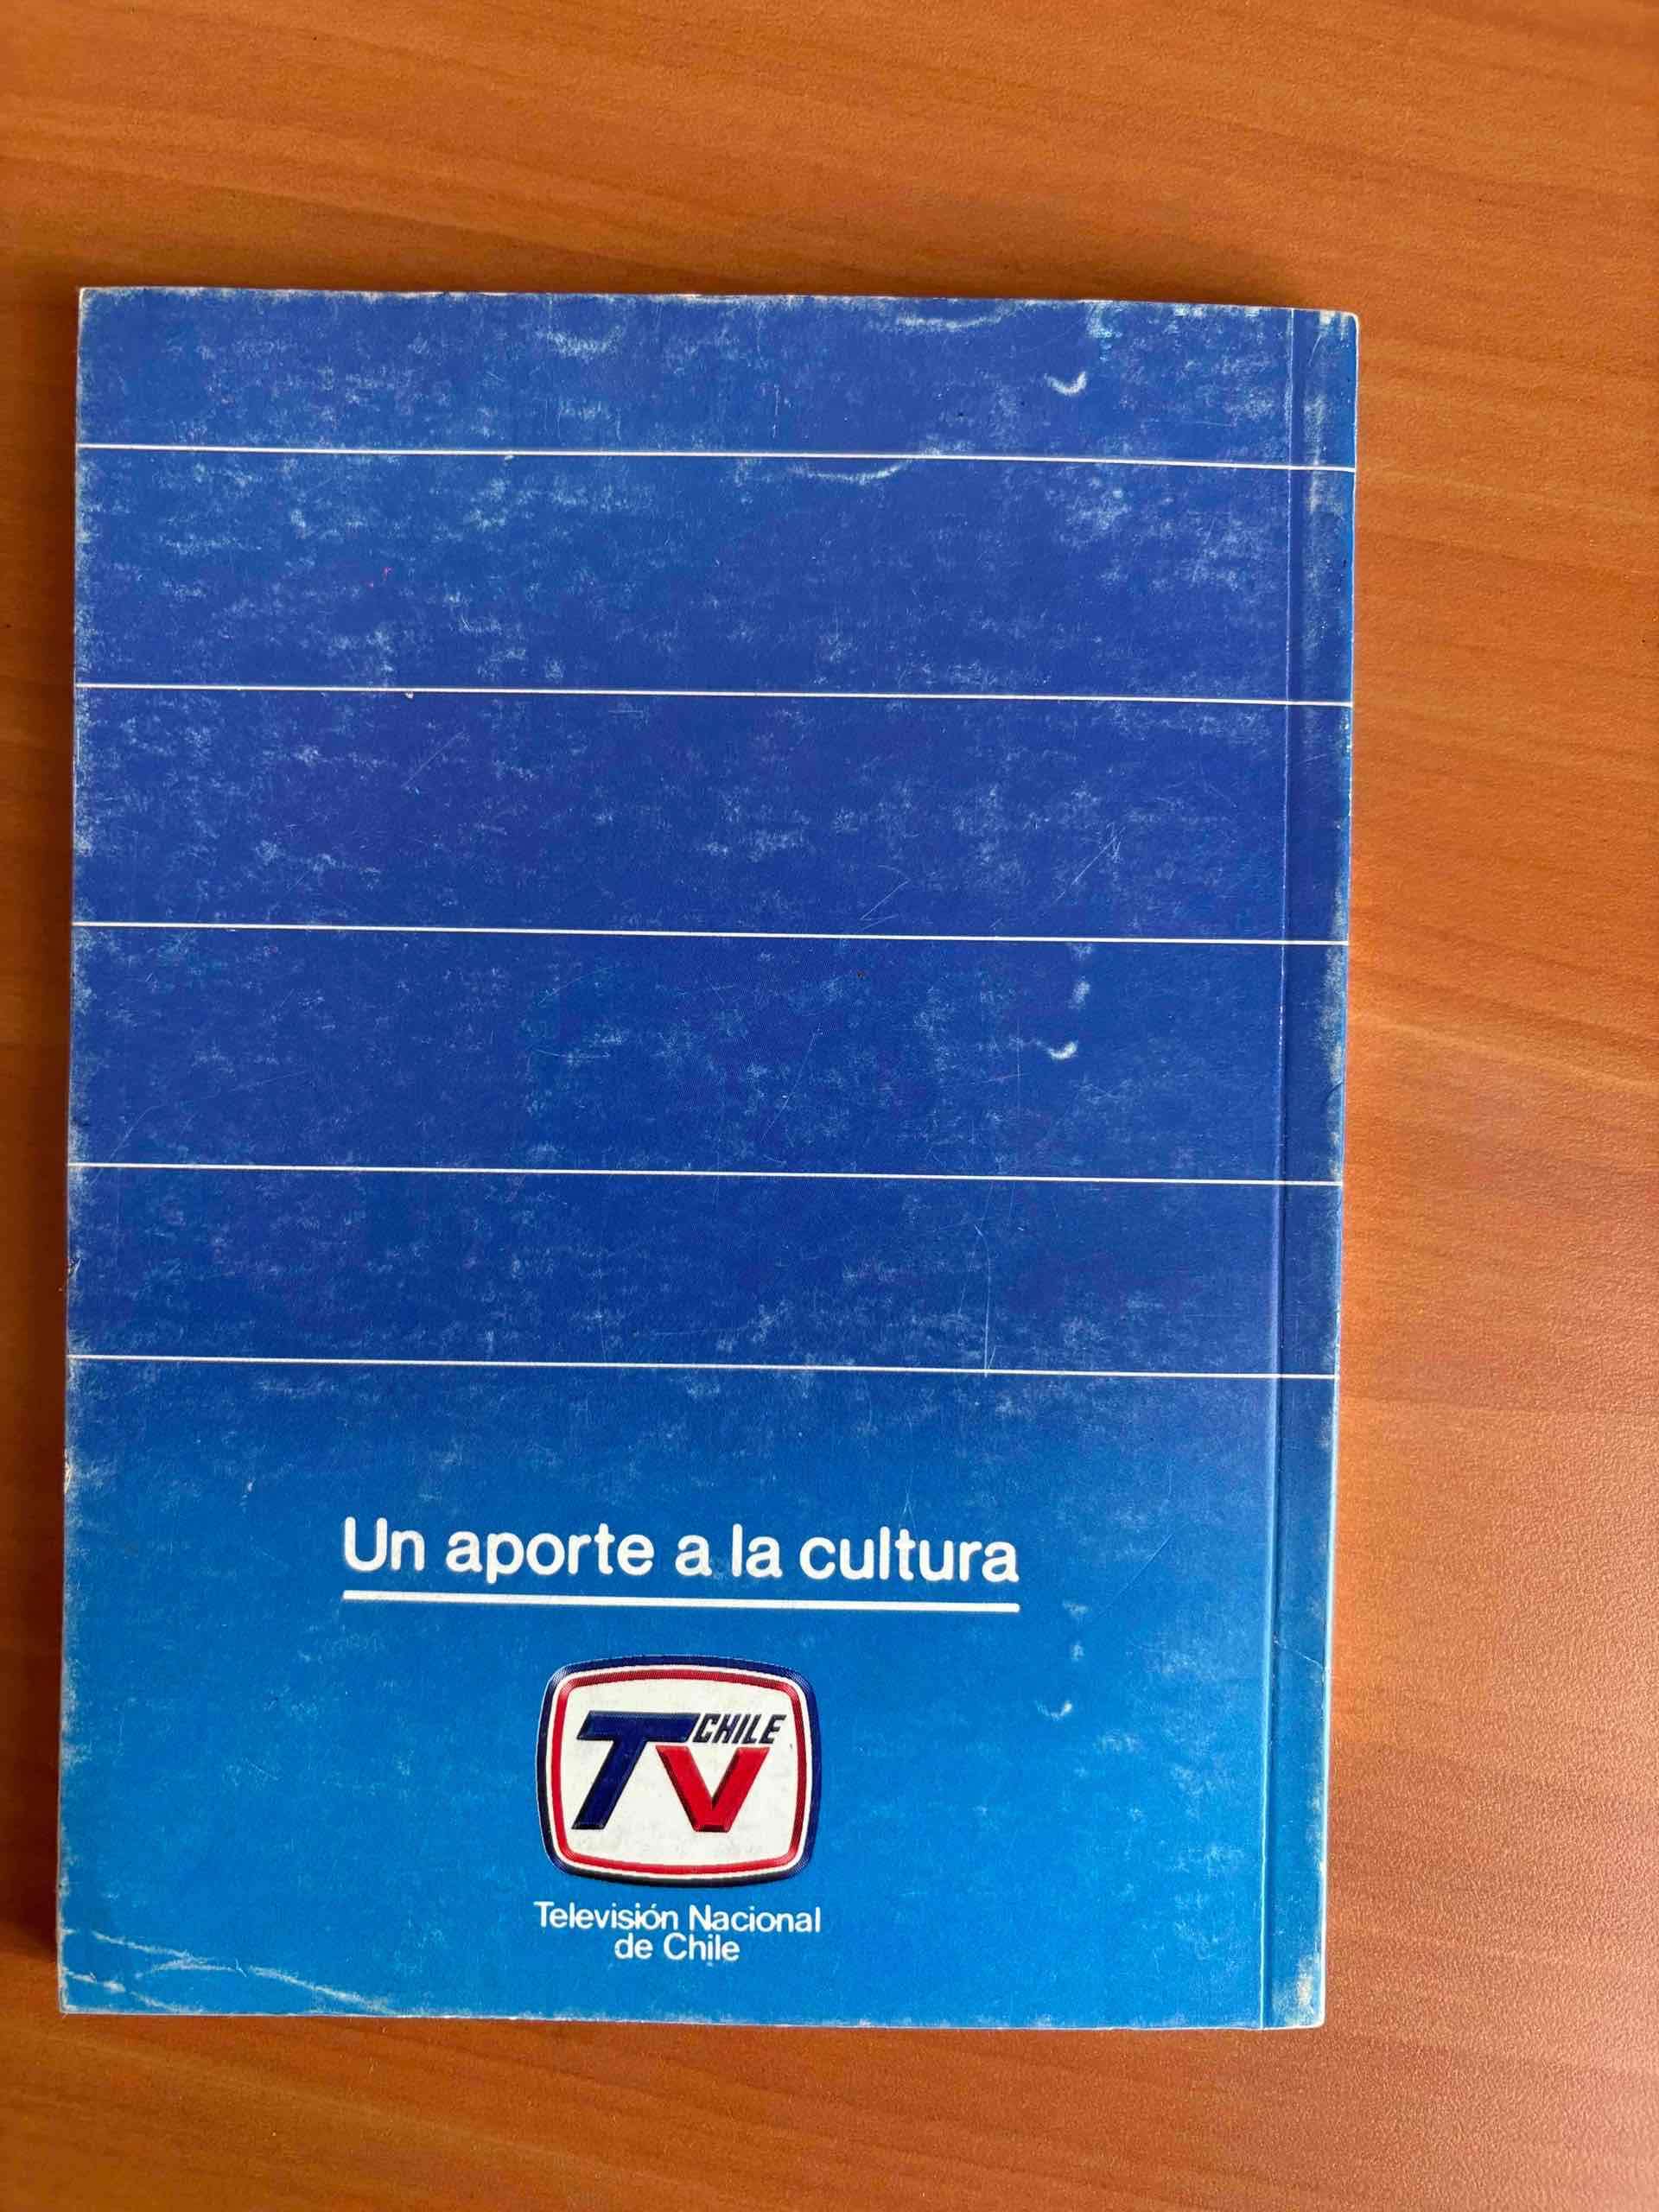 Un aporte a la cultura
TV CHILE
Televisión Nacional
de Chile